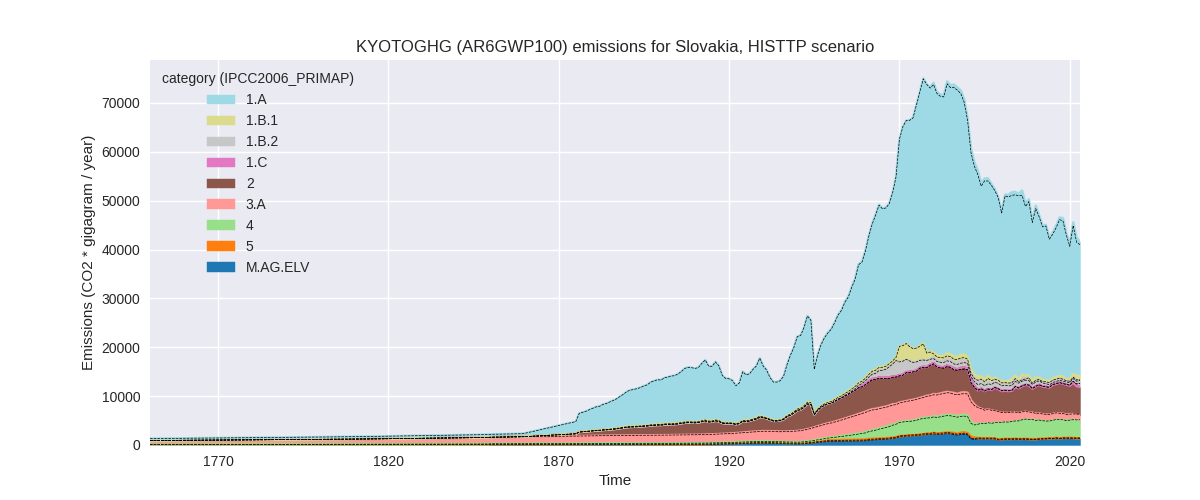 KYOTOGHG (AR6GWP100) emissions for Slovakia, HISTTP scenario
category (IPCC2006_PRIMAP)
1.A
1.B.1
1.B.2
1.C
2
3.A
4
5
M.AG.ELV
Emissions (CO2 * gigagram / year)
70000
60000
50000
40000
30000
20000
10000
0
1770
1820
1870
1920
1970
2020
Time